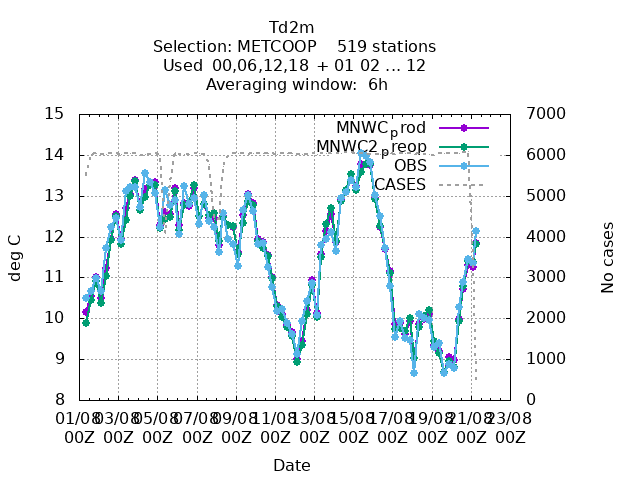 Td2m
Selection: METCOOP 519 stations
Used 00,06,12,18 + 01 02 ... 12
Averaging window: 6h
15 7000
MNWC_prod
MNWC2_preop
14 6000
OBS
CASES
13 5000
12 4000
11 3000
10 2000
9 1000
8 0
deg C
No cases
01/08 03/08 05/08 07/08 09/08 11/08 13/08 15/08 17/08 19/08 21/08 23/08
00Z 00Z 00Z 00Z 00Z 00Z 00Z 00Z 00Z 00Z 00Z 00Z
Date